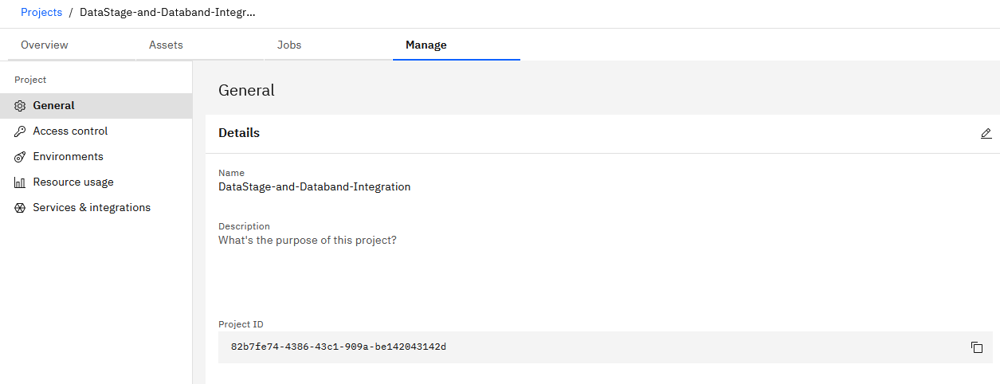 Projects / DataStage-and-Databand-Integr...
Overview Assets Jobs Manage
Project
General
Access control
Environments
Resource usage
Services & integrations
General
Details
Name
DataStage-and-Databand-Integration
Description
What's the purpose of this project?
Project ID
82b7fe74-4386-43c1-909a-be142043142d